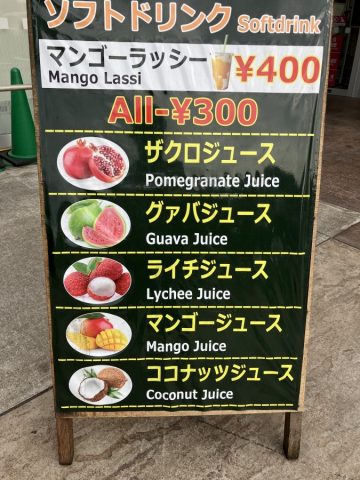 ソフトドリンク Softdrink
マンゴーラッシー
Mango Lassi
¥400
All-¥300
ザクロジュース
Pomegranate Juice
グァバジュース
Guava Juice
ライチジュース
Lychee Juice
マンゴージュース
Mango Juice
ココナッツジュース
Coconut Juice